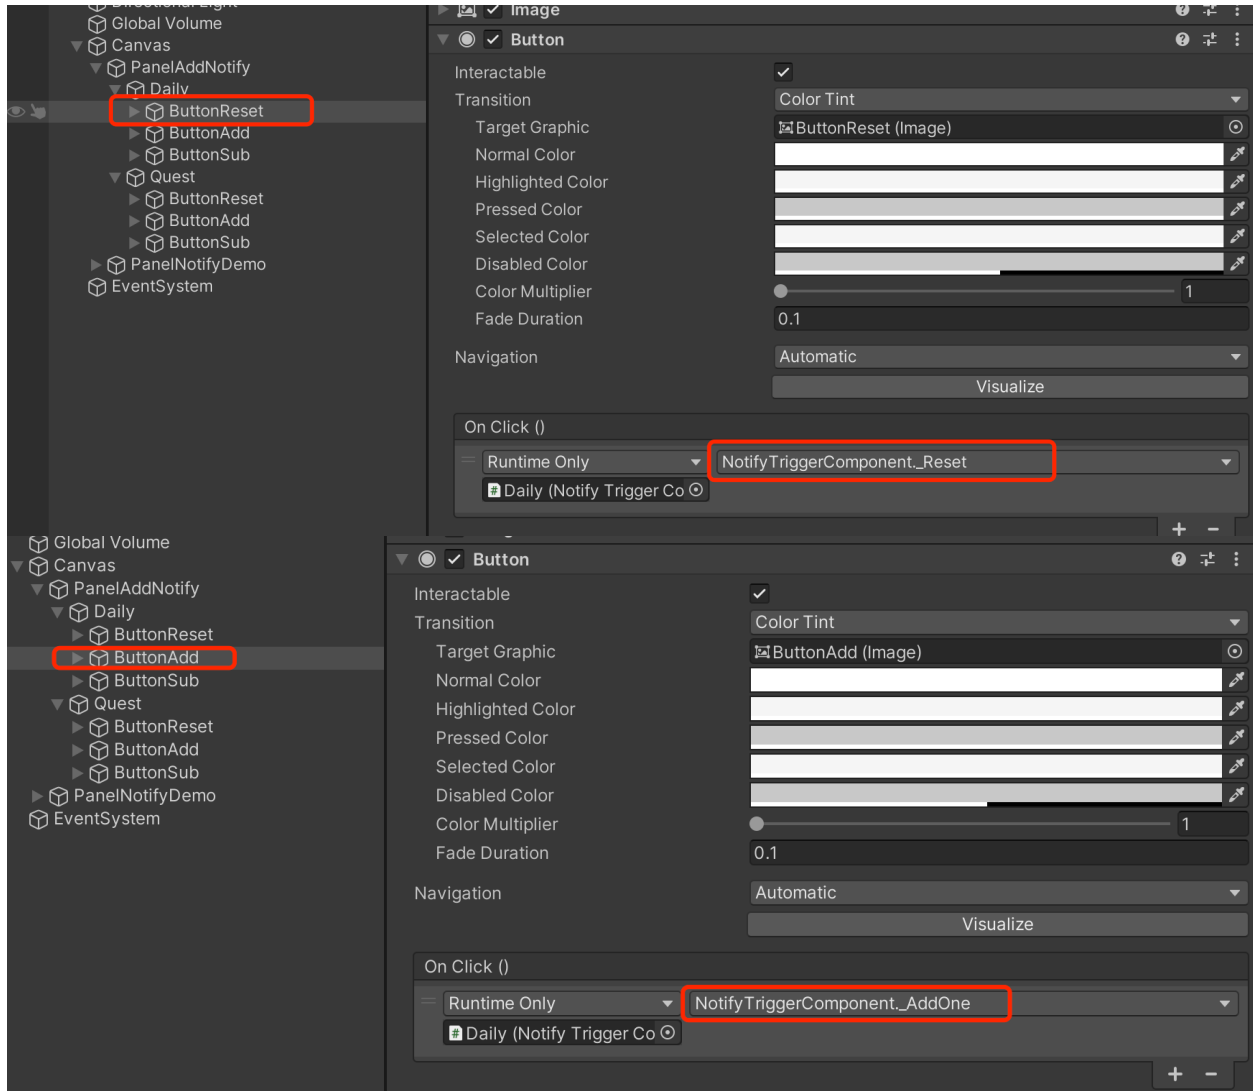 Directional Light
Global Volume
Canvas
PanelAddNotify
Daily
ButtonReset
ButtonAdd
ButtonSub
Quest
ButtonReset
ButtonAdd
ButtonSub
PanelNotifyDemo
EventSystem
Image
Button
Interactable
Transition Color Tint
Target Graphic ButtonReset (Image)
Normal Color
Highlighted Color
Pressed Color
Selected Color
Disabled Color
Color Multiplier 1
Fade Duration 0.1
Navigation Automatic
Visualize
On Click ()
Runtime Only NotifyTriggerComponent._Reset
# Daily (Notify Trigger Co
+ −
Global Volume
Canvas
PanelAddNotify
Daily
ButtonReset
ButtonAdd
ButtonSub
Quest
ButtonReset
ButtonAdd
ButtonSub
PanelNotifyDemo
EventSystem
Button
Interactable
Transition Color Tint
Target Graphic ButtonAdd (Image)
Normal Color
Highlighted Color
Pressed Color
Selected Color
Disabled Color
Color Multiplier 1
Fade Duration 0.1
Navigation Automatic
Visualize
On Click ()
Runtime Only NotifyTriggerComponent._AddOne
# Daily (Notify Trigger Co
+ −